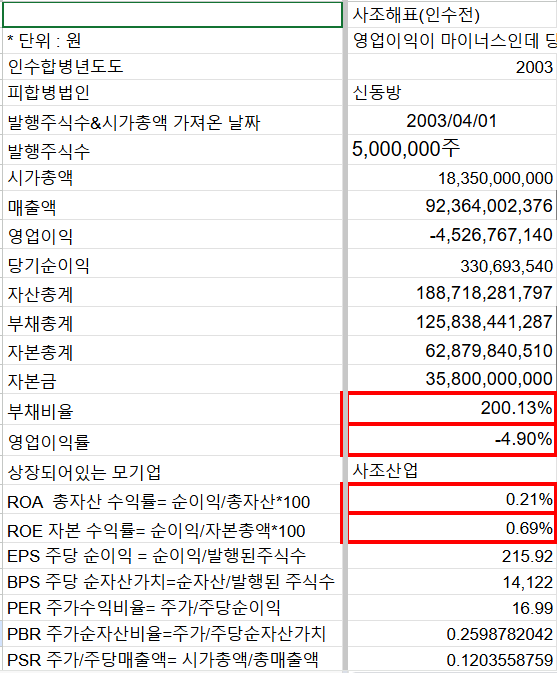 사조해표(인수전)
* 단위 : 원 영업이익이 마이너스인데 당
인수합병년도도 2003
피합병법인 신동방
발행주식수&시가총액 가져온 날짜 2003/04/01
발행주식수 5,000,000주
시가총액 18,350,000,000
매출액 92,364,002,376
영업이익 -4,526,767,140
당기순이익 330,693,540
자산총계 188,718,281,797
부채총계 125,838,441,287
자본총계 62,879,840,510
자본금 35,800,000,000
부채비율 200.13%
영업이익률 -4.90%
상장되어있는 모기업 사조산업
ROA 총자산 수익률= 순이익/총자산*100 0.21%
ROE 자본 수익률= 순이익/자본총액*100 0.69%
EPS 주당 순이익 = 순이익/발행된주식수 215.92
BPS 주당 순자산가치=순자산/발행된 주식수 14,122
PER 주가수익비율= 주가/주당순이익 16.99
PBR 주가순자산비율=주가/주당순자산가치 0.2598782042
PSR 주가/주당매출액= 시가총액/총매출액 0.1203558759